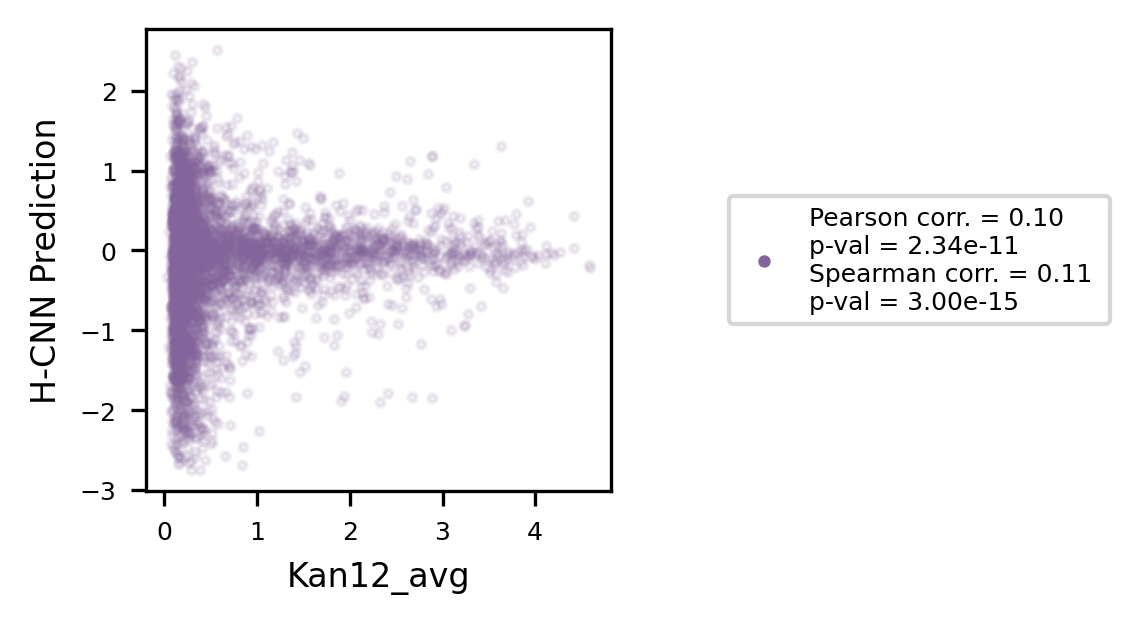 H-CNN Prediction
2
1
0
−1
−2
−3
0
1
2
3
4
Kan12_avg
Pearson corr. = 0.10
p-val = 2.34e-11
Spearman corr. = 0.11
p-val = 3.00e-15